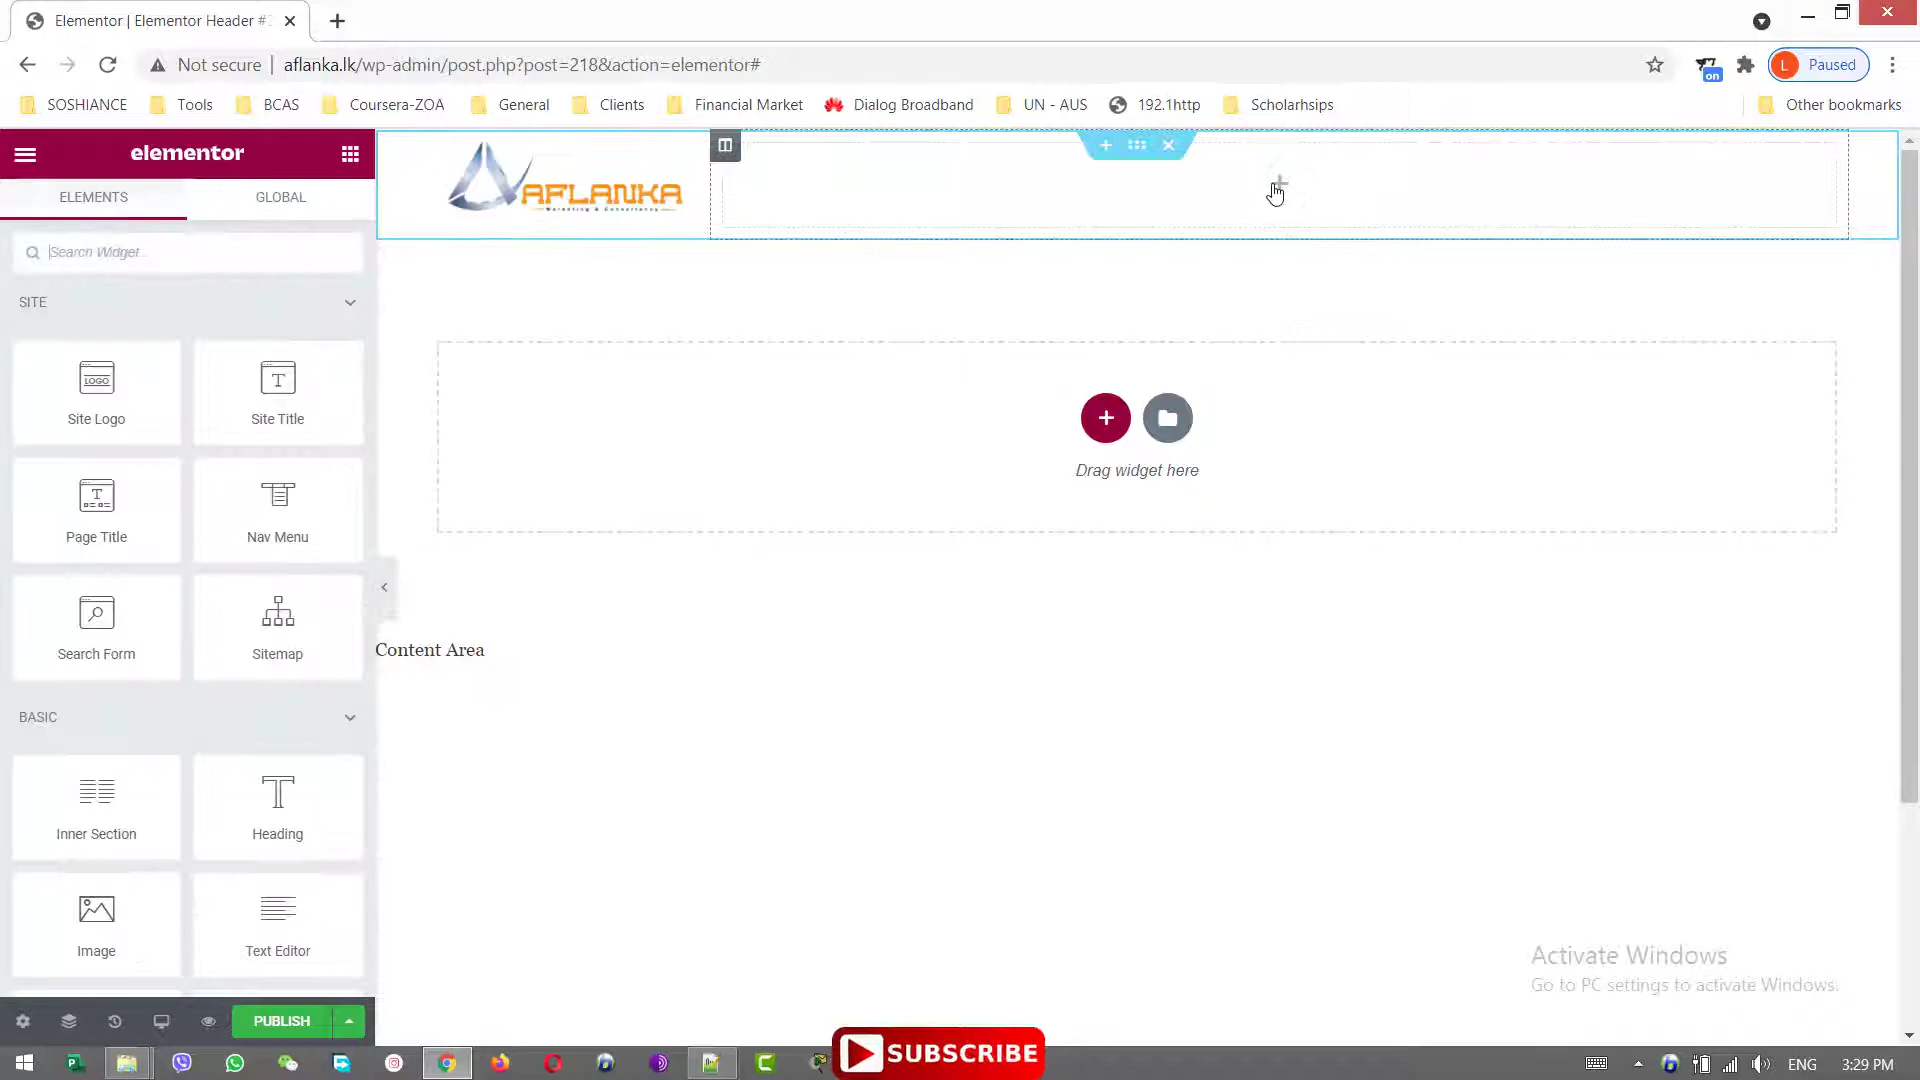 Elementor | Elementor Header #
Not secure
aflanka.lk/wp-admin/post.php?post=218&action=elementor#
on
L
Paused
SOSHIANCE
Tools
BCAS
Coursera-ZOA
General
Clients
Financial Market
Dialog Broadband
UN - AUS
192.1http
Scholarhsips
Other bookmarks
elementor
ELEMENTS
GLOBAL
Search Widget...
SITE
LOGO
Site Logo
Site Title
Page Title
Nav Menu
Search Form
Sitemap
BASIC
Inner Section
Heading
Image
Text Editor
PUBLISH
AFLANKA
Marketing & Consultancy
Drag widget here
Content Area
Activate Windows
Go to PC settings to activate Windows.
SUBSCRIBE
ENG
3:29 PM